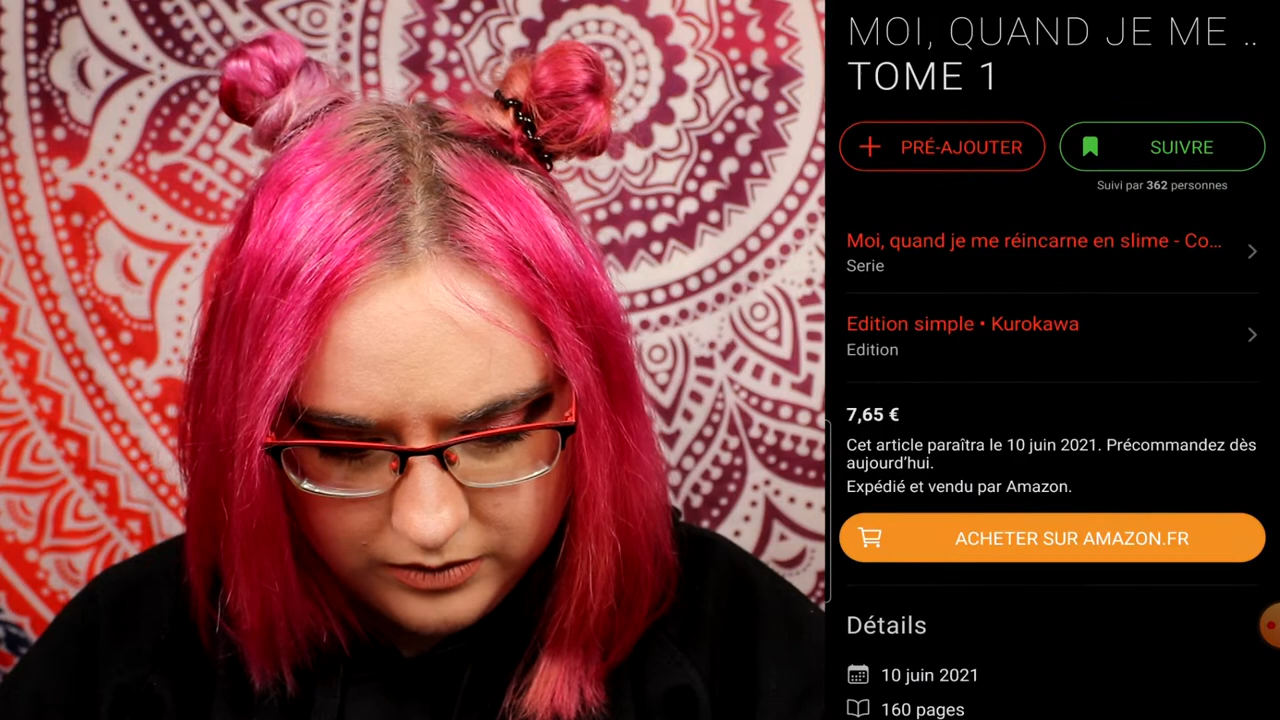 MOI, QUAND JE ME ..
TOME 1
PRÉ-AJOUTER
SUIVRE
Suivi par 362 personnes
Moi, quand je me réincarne en slime - Co...
Serie
Edition simple • Kurokawa
Edition
7,65 €
Cet article paraîtra le 10 juin 2021. Précommandez dès
aujourd'hui.
Expédié et vendu par Amazon.
ACHETER SUR AMAZON.FR
Détails
10 juin 2021
160 pages